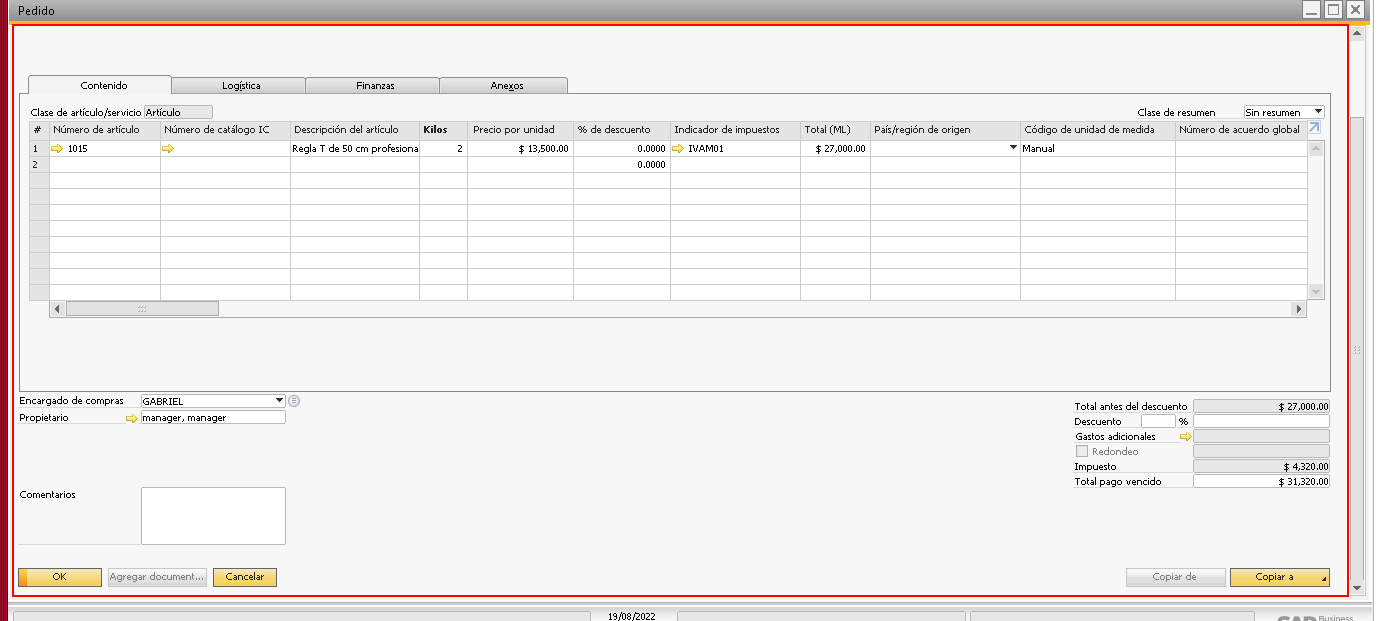 Pedido
Contenido Logística Finanzas Anexos
Clase de artículo/servicio Artículo Clase de resumen Sin resumen
# Número de artículo Número de catálogo IC Descripción del artículo Kilos Precio por unidad % de descuento Indicador de impuestos Total (ML) País/región de origen Código de unidad de medida Número de acuerdo global
1 1015 Regla T de 50 cm profesiona 2 $ 13,500.00 0.0000 IVAM01 $ 27,000.00 Manual
2 0.0000
Encargado de compras GABRIEL
Propietario manager, manager
Total antes del descuento $ 27,000.00
Descuento %
Gastos adicionales
Redondeo
Impuesto $ 4,320.00
Total pago vencido $ 31,320.00
Comentarios
OK Agregar document... Cancelar Copiar de Copiar a
19/08/2022 SAP Business